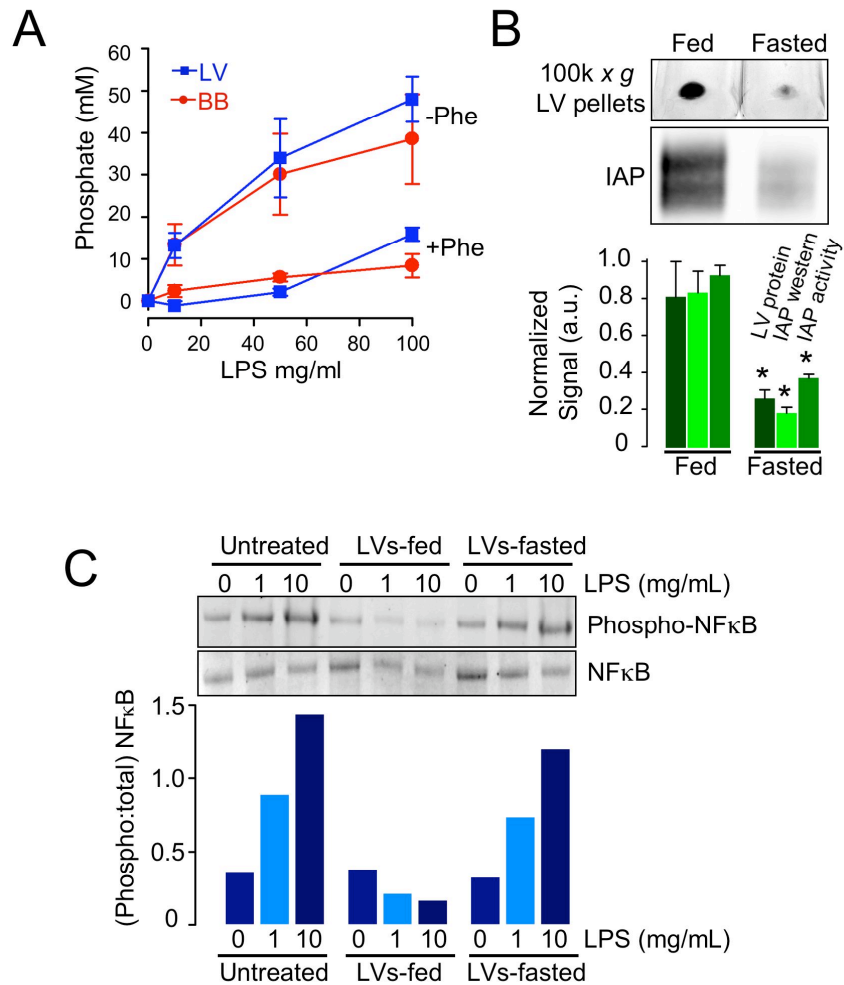 A
60
50
40
30
20
10
0
Phosphate (mM)
LV
BB
-Phe
+Phe
0 20 40 60 80 100
LPS mg/ml
B
Fed Fasted
100k x g
LV pellets
IAP
1.0
0.8
0.6
0.4
0.2
0
Normalized
Signal (a.u.)
LV protein
IAP western
IAP activity
* * *
Fed Fasted
C
Untreated LVs-fed LVs-fasted
0 1 10 0 1 10 0 1 10 LPS (mg/mL)
Phospho-NFκB
NFκB
1.5
1.0
0.5
0
(Phospho:total) NFκB
0 1 10 0 1 10 0 1 10 LPS (mg/mL)
Untreated LVs-fed LVs-fasted